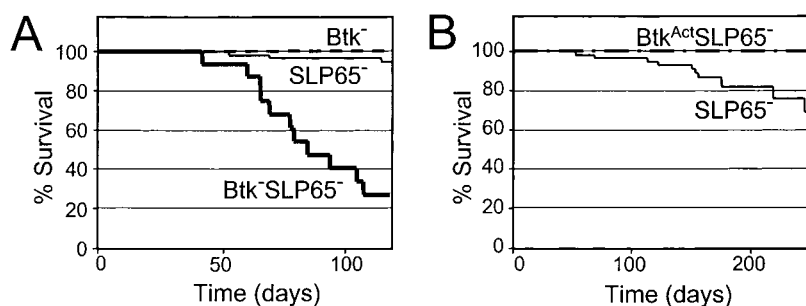 A
% Survival
100
80
60
40
20
0
Btk⁻
SLP65⁻
Btk⁻SLP65⁻
0
50
100
Time (days)
B
% Survival
100
80
60
40
20
0
Btk^Act SLP65⁻
SLP65⁻
0
100
200
Time (days)